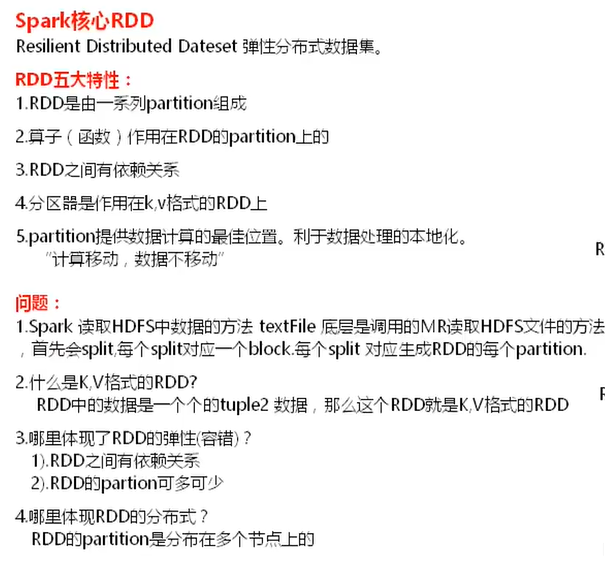 Spark核心RDD
Resilient Distributed Dateset 弹性分布式数据集。
RDD五大特性：
1.RDD是由一系列partition组成
2.算子（函数）作用在RDD的partition上的
3.RDD之间有依赖关系
4.分区器是作用在k,v格式的RDD上
5.partition提供数据计算的最佳位置。利于数据处理的本地化。
“计算移动，数据不移动”
R
问题：
1.Spark 读取HDFS中数据的方法 textFile 底层是调用的MR读取HDFS文件的方法
，首先会split,每个split对应一个block.每个split 对应生成RDD的每个partition.
2.什么是K,V格式的RDD?
RDD中的数据是一个个的tuple2 数据，那么这个RDD就是K,V格式的RDD
3.哪里体现了RDD的弹性(容错)？
1).RDD之间有依赖关系
2).RDD的partion可多可少
4.哪里体现RDD的分布式？
RDD的partition是分布在多个节点上的